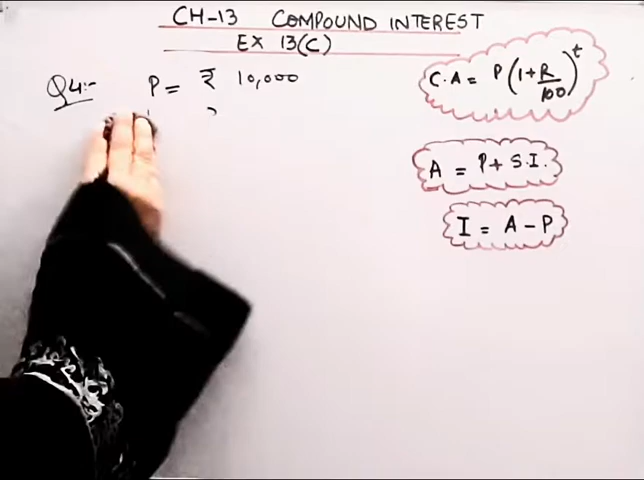 CH-13 COMPOUND INTEREST
EX 13(C)
Q4:- P = ₹ 10,000
C.A = P(1+R/100)^t
A = P + S.I.
I = A - P